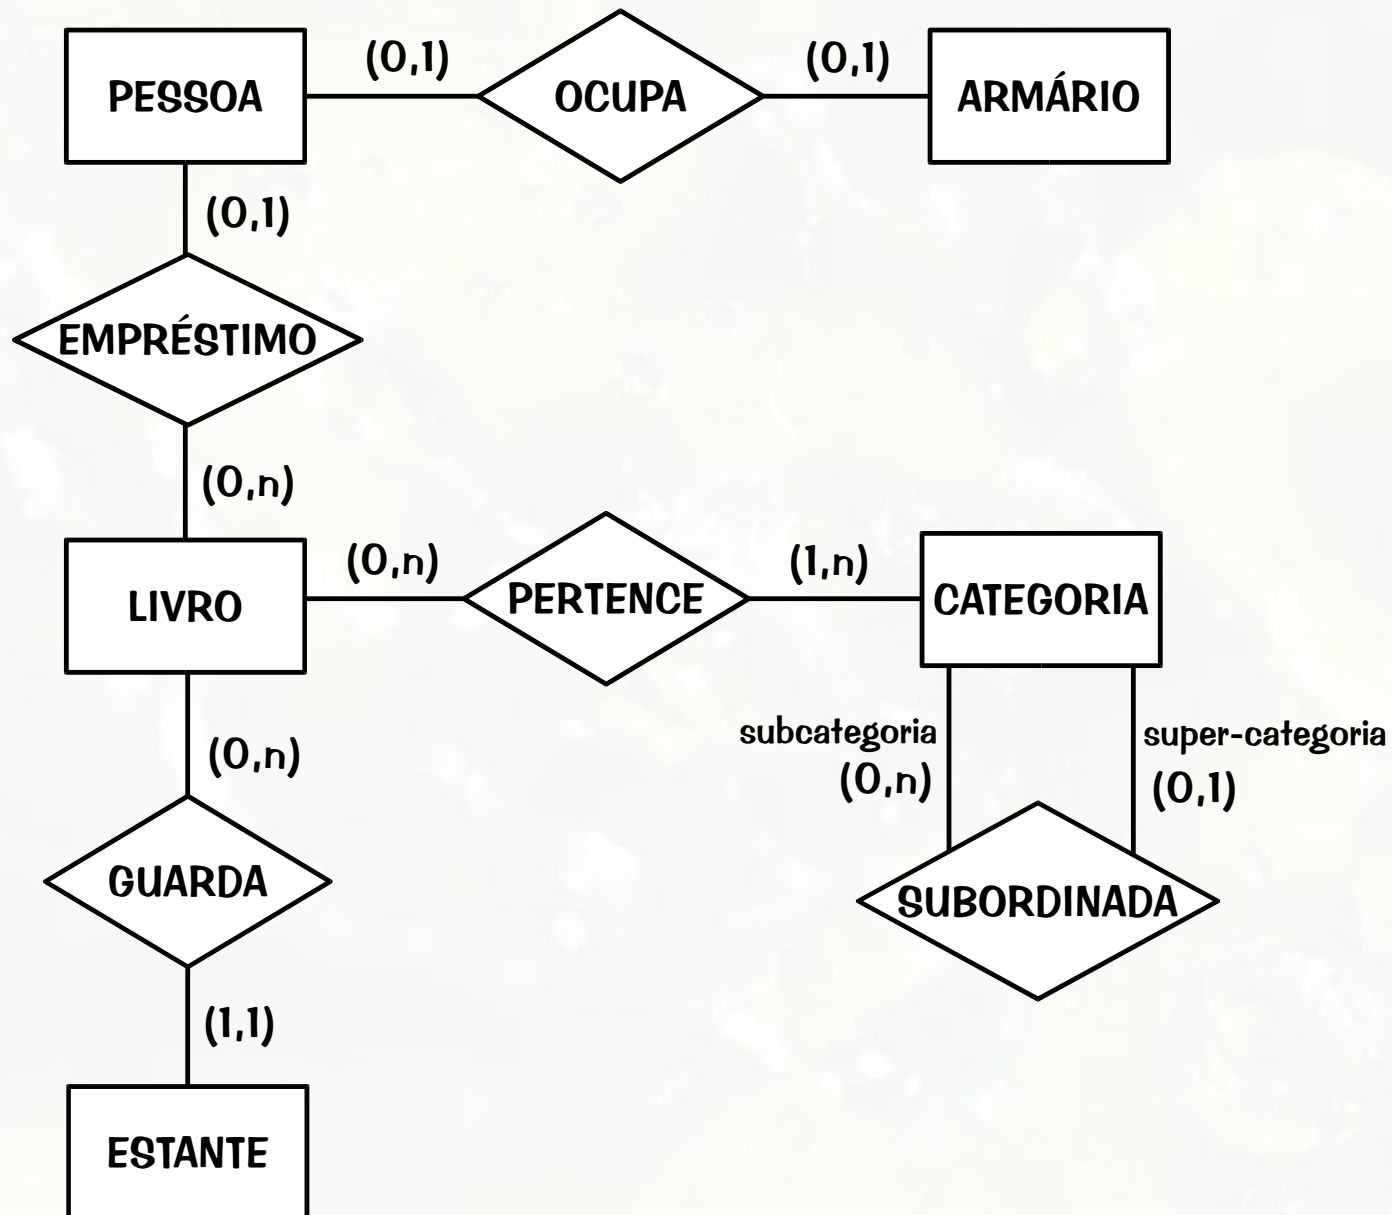 PESSOA
(0,1)
OCUPA
(0,1)
ARMÁRIO
(0,1)
EMPRÉSTIMO
(0,n)
LIVRO
(0,n)
PERTENCE
(1,n)
CATEGORIA
subcategoria
(0,n)
super-categoria
(0,1)
SUBORDINADA
(0,n)
GUARDA
(1,1)
ESTANTE